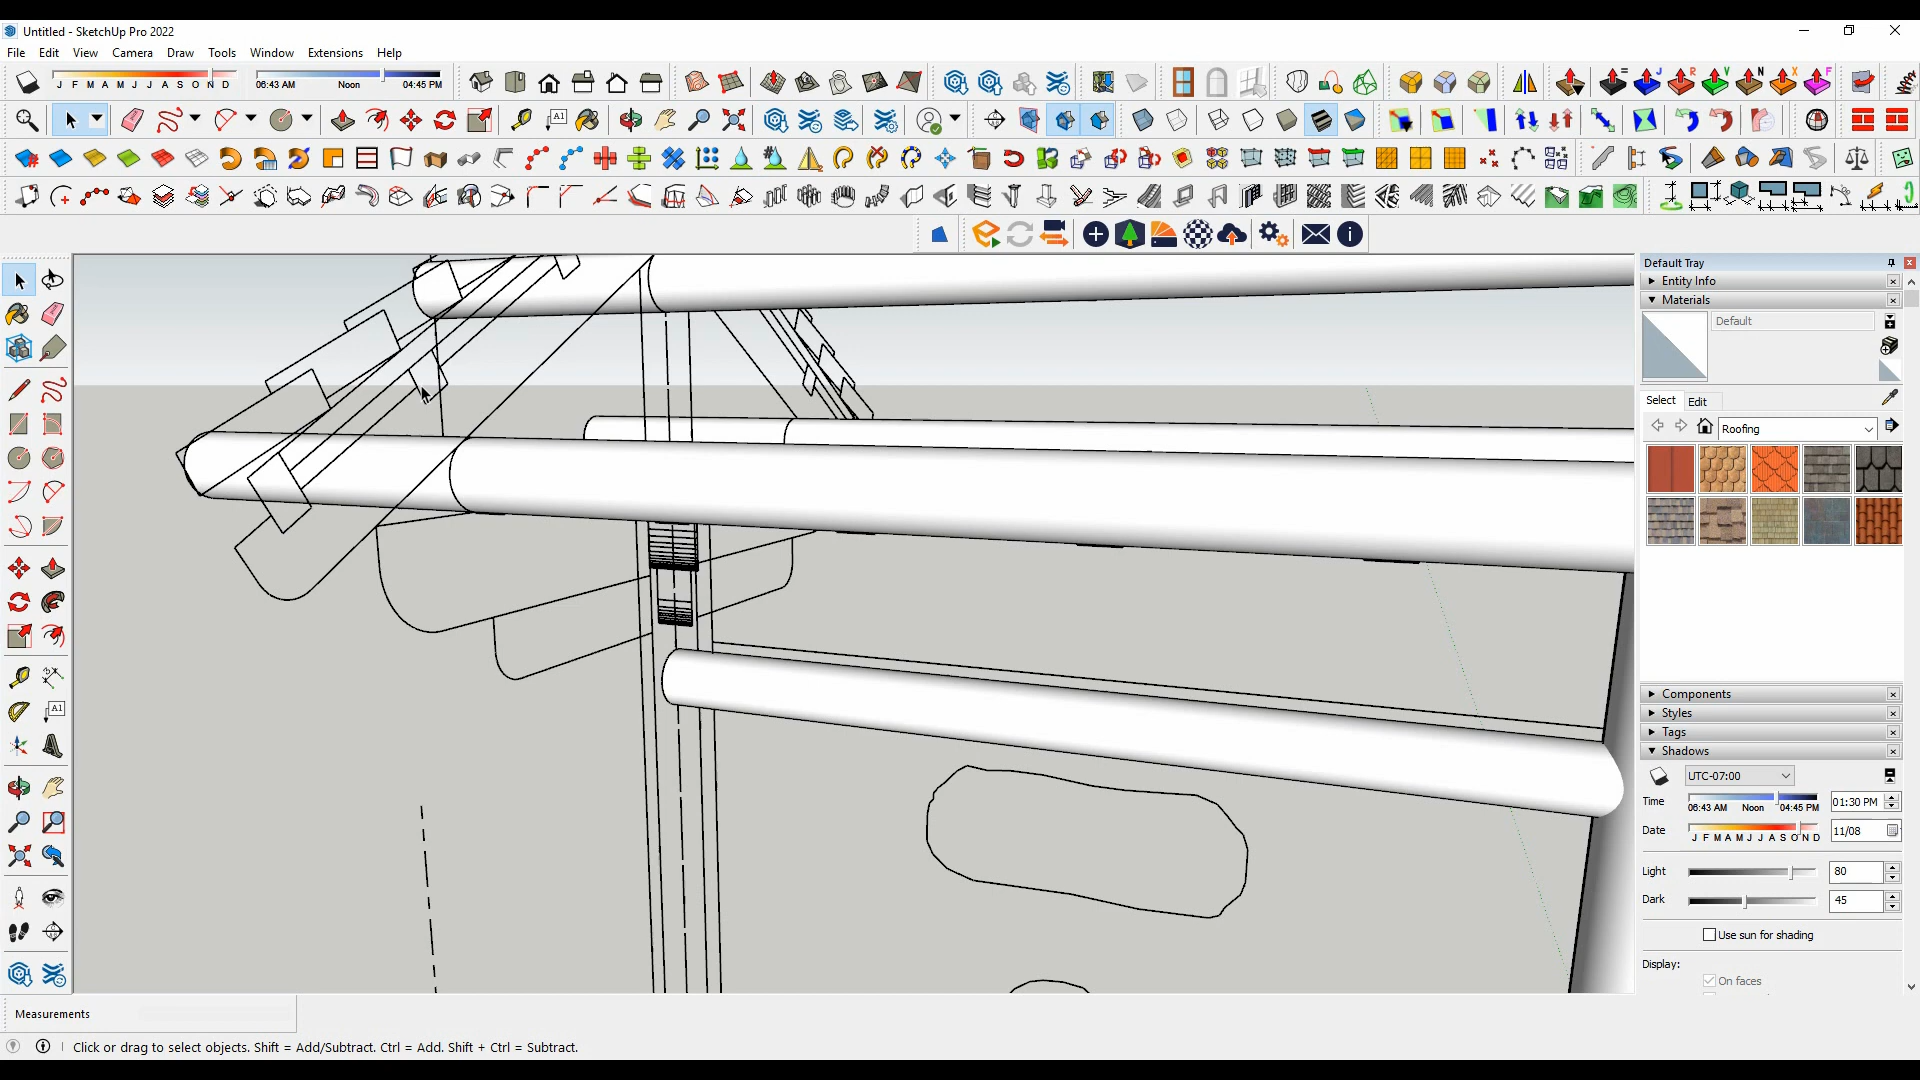 Untitled - SketchUp Pro 2022
File Edit View Camera Draw Tools Window Extensions Help
J F M A M J J A S O N D 06:43 AM Noon 04:45 PM
Default Tray
Entity Info
Materials
Default
Select Edit
Roofing
Components
Styles
Tags
Shadows
UTC-07:00
Time 06:43 AM Noon 04:45 PM 01:30 PM
Date J F M A M J J A S O N D 11/08
Light 80
Dark 45
Use sun for shading
Display:
On faces
Measurements
Click or drag to select objects. Shift = Add/Subtract. Ctrl = Add. Shift + Ctrl = Subtract.